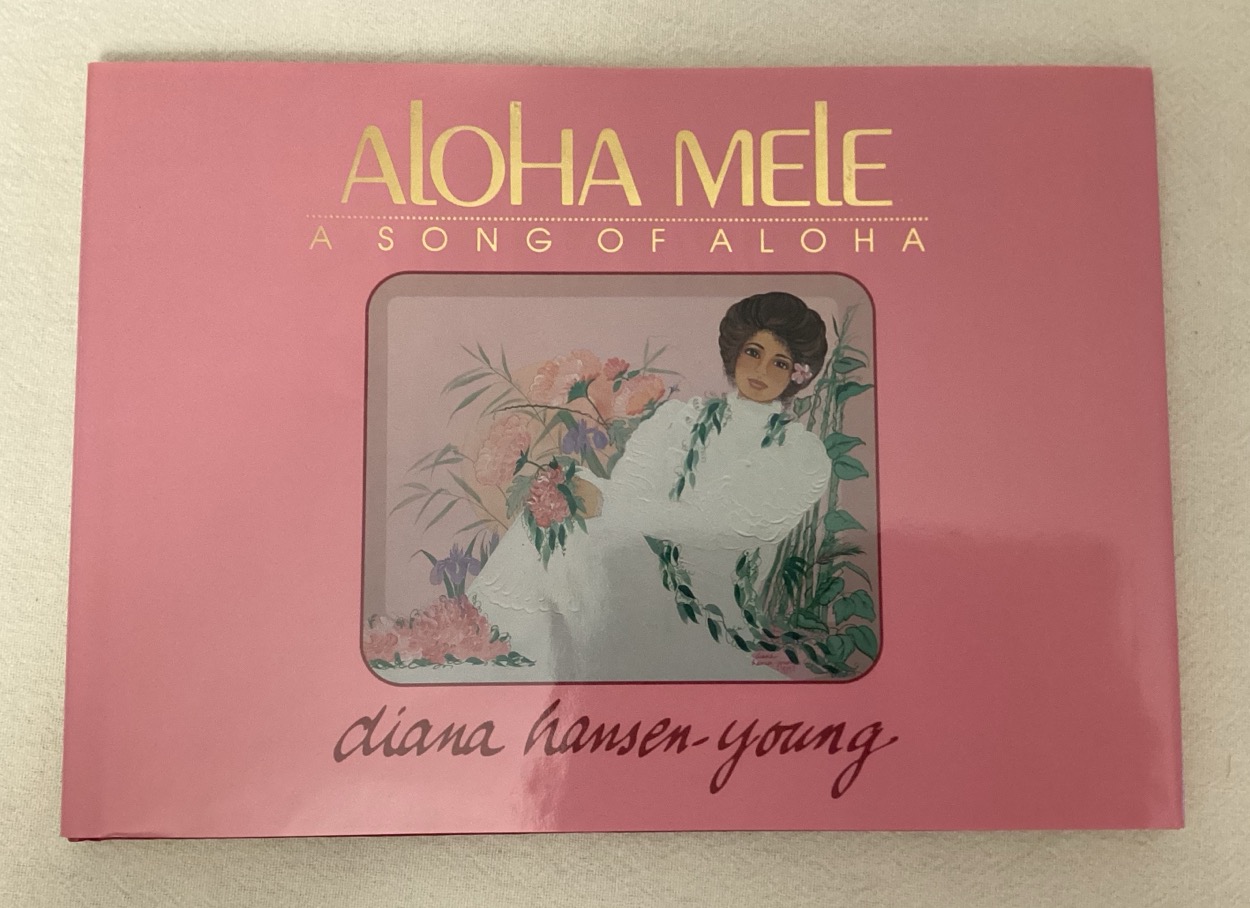 AlOHA MElE
A SONG OF ALOHA
diana hansen-young